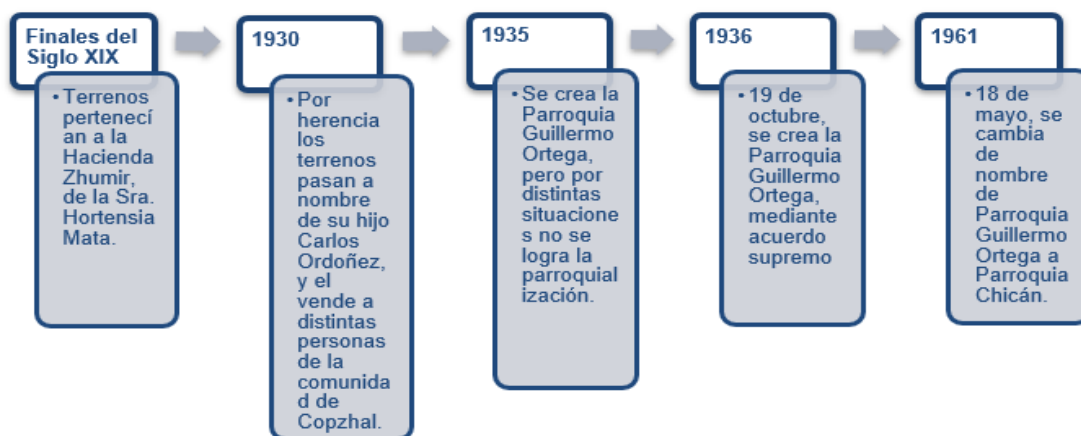 Finales del
Siglo XIX
• Terrenos
pertenecí
an a la
Hacienda
Zhumir,
de la Sra.
Hortensia
Mata.
1930
• Por
herencia
los
terrenos
pasan a
nombre
de su hijo
Carlos
Ordoñez,
y el
vende a
distintas
personas
de la
comunida
d de
Copzhal.
1935
• Se crea la
Parroquia
Guillermo
Ortega,
pero por
distintas
situacione
s no se
logra la
parroquial
ización.
1936
• 19 de
octubre,
se crea la
Parroquia
Guillermo
Ortega,
mediante
acuerdo
supremo
1961
• 18 de
mayo, se
cambia
de
nombre
de
Parroquia
Guillermo
Ortega a
Parroquia
Chicán.